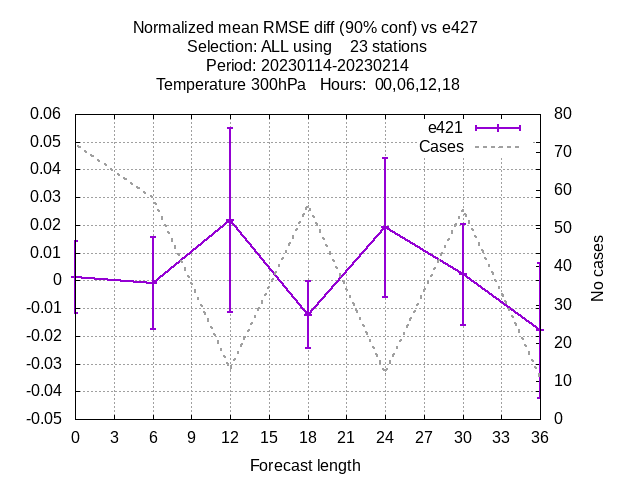 Normalized mean RMSE diff (90% conf) vs e427
Selection: ALL using    23 stations
Period: 20230114-20230214
Temperature 300hPa   Hours:  00,06,12,18
e421
Cases
0.06
0.05
0.04
0.03
0.02
0.01
0
-0.01
-0.02
-0.03
-0.04
-0.05
80
70
60
50
40
30
20
10
0
No cases
0 3 6 9 12 15 18 21 24 27 30 33 36
Forecast length